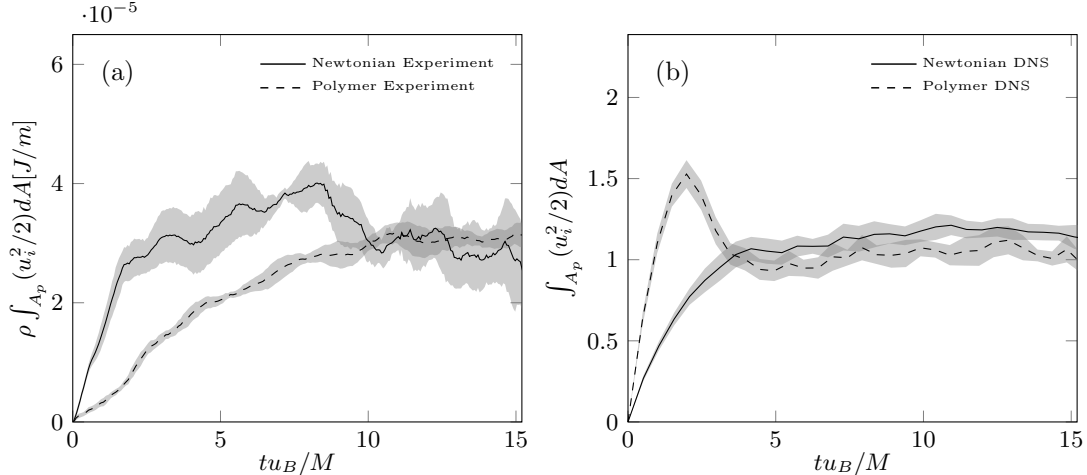 ·10⁻⁵
6
4
2
0
0
5
10
15
(a)
Newtonian Experiment
Polymer Experiment
ρ ∫_{A_p} (u_i²/2)dA[J/m]
tu_B/M
2
1.5
1
0.5
0
0
5
10
15
(b)
Newtonian DNS
Polymer DNS
∫_{A_p} (u_i²/2)dA
tu_B/M